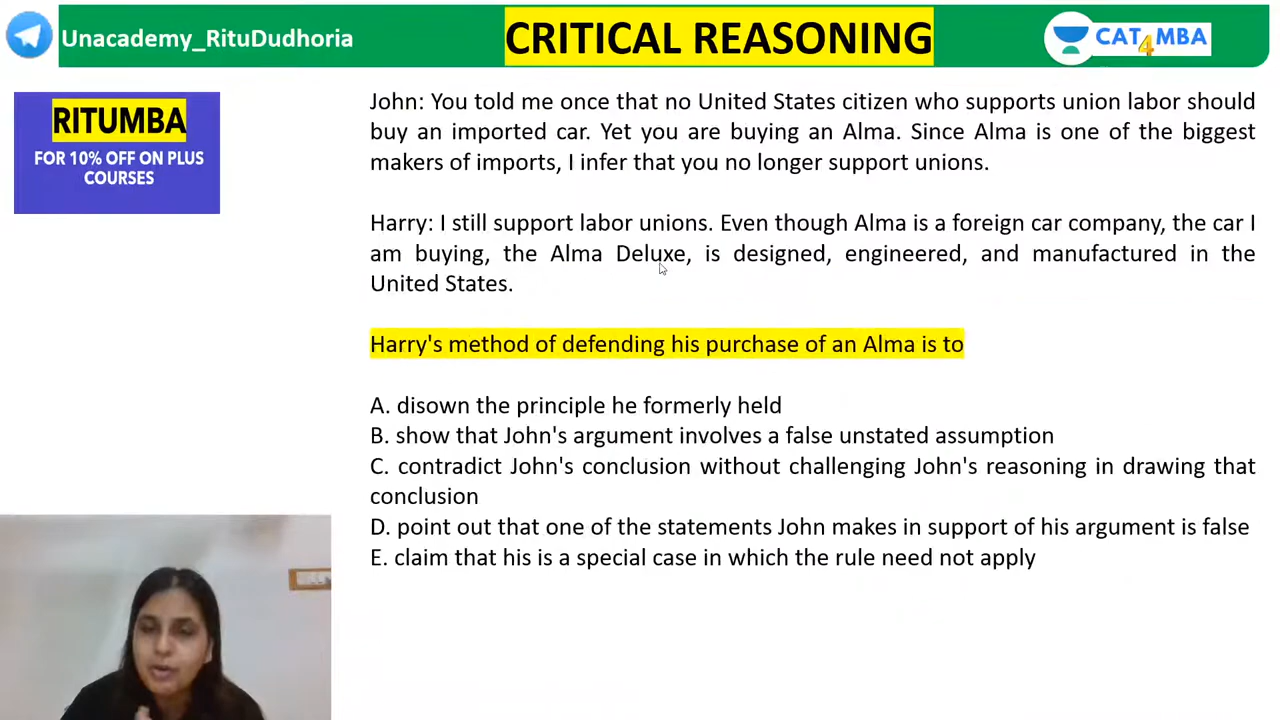 Unacademy_RituDudhoria
CRITICAL REASONING
CAT4MBA
RITUMBA
FOR 10% OFF ON PLUS
COURSES
John: You told me once that no United States citizen who supports union labor should
buy an imported car. Yet you are buying an Alma. Since Alma is one of the biggest
makers of imports, I infer that you no longer support unions.
Harry: I still support labor unions. Even though Alma is a foreign car company, the car I
am buying, the Alma Deluxe, is designed, engineered, and manufactured in the
United States.
Harry's method of defending his purchase of an Alma is to
A. disown the principle he formerly held
B. show that John's argument involves a false unstated assumption
C. contradict John's conclusion without challenging John's reasoning in drawing that
conclusion
D. point out that one of the statements John makes in support of his argument is false
E. claim that his is a special case in which the rule need not apply